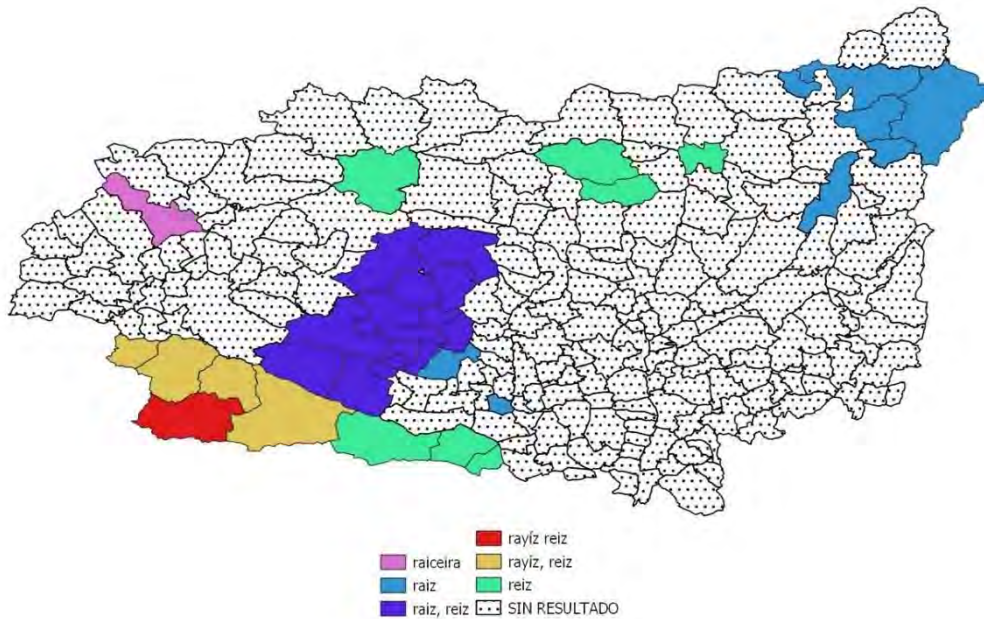 raiceira
raiz
raiz, reiz
rayíz reiz
rayíz, reiz
reiz
SIN RESULTADO